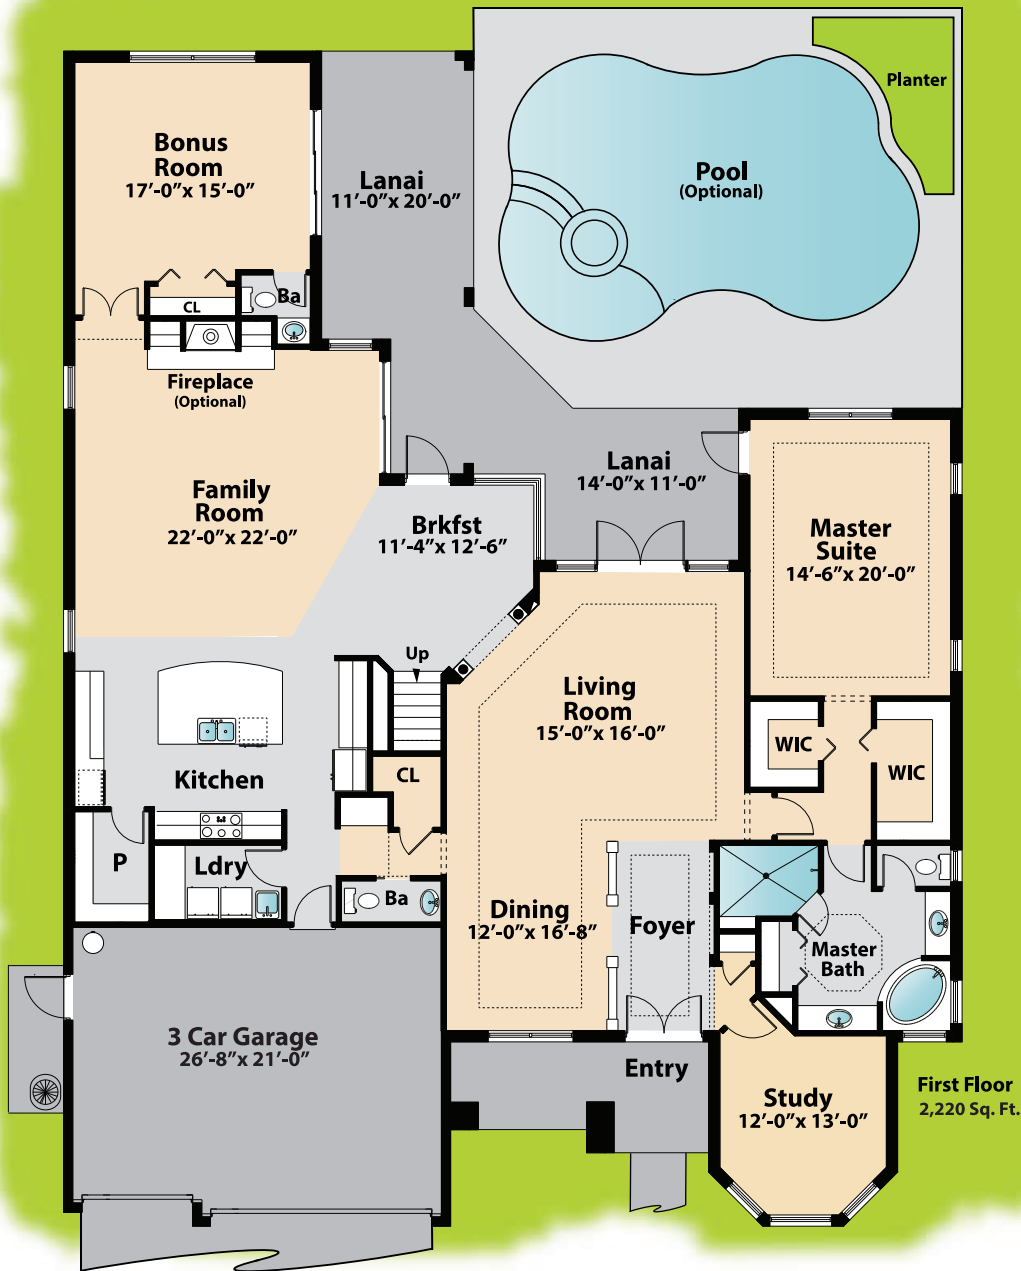 Planter
Bonus
Room
17’-0”x 15’-0”
Lanai
11’-0”x 20’-0”
Pool
(Optional)
CL
Ba
Fireplace
(Optional)
Family
Room
22’-0”x 22’-0”
Brkfst
11’-4”x 12’-6”
Lanai
14’-0”x 11’-0”
Master
Suite
14’-6”x 20’-0”
Up
Living
Room
15’-0”x 16’-0”
WIC
WIC
Kitchen
CL
P
Ldry
Ba
Dining
12’-0”x 16’-8”
Foyer
Master
Bath
3 Car Garage
26’-8”x 21’-0”
Entry
Study
12’-0”x 13’-0”
First Floor
2,220 Sq. Ft.